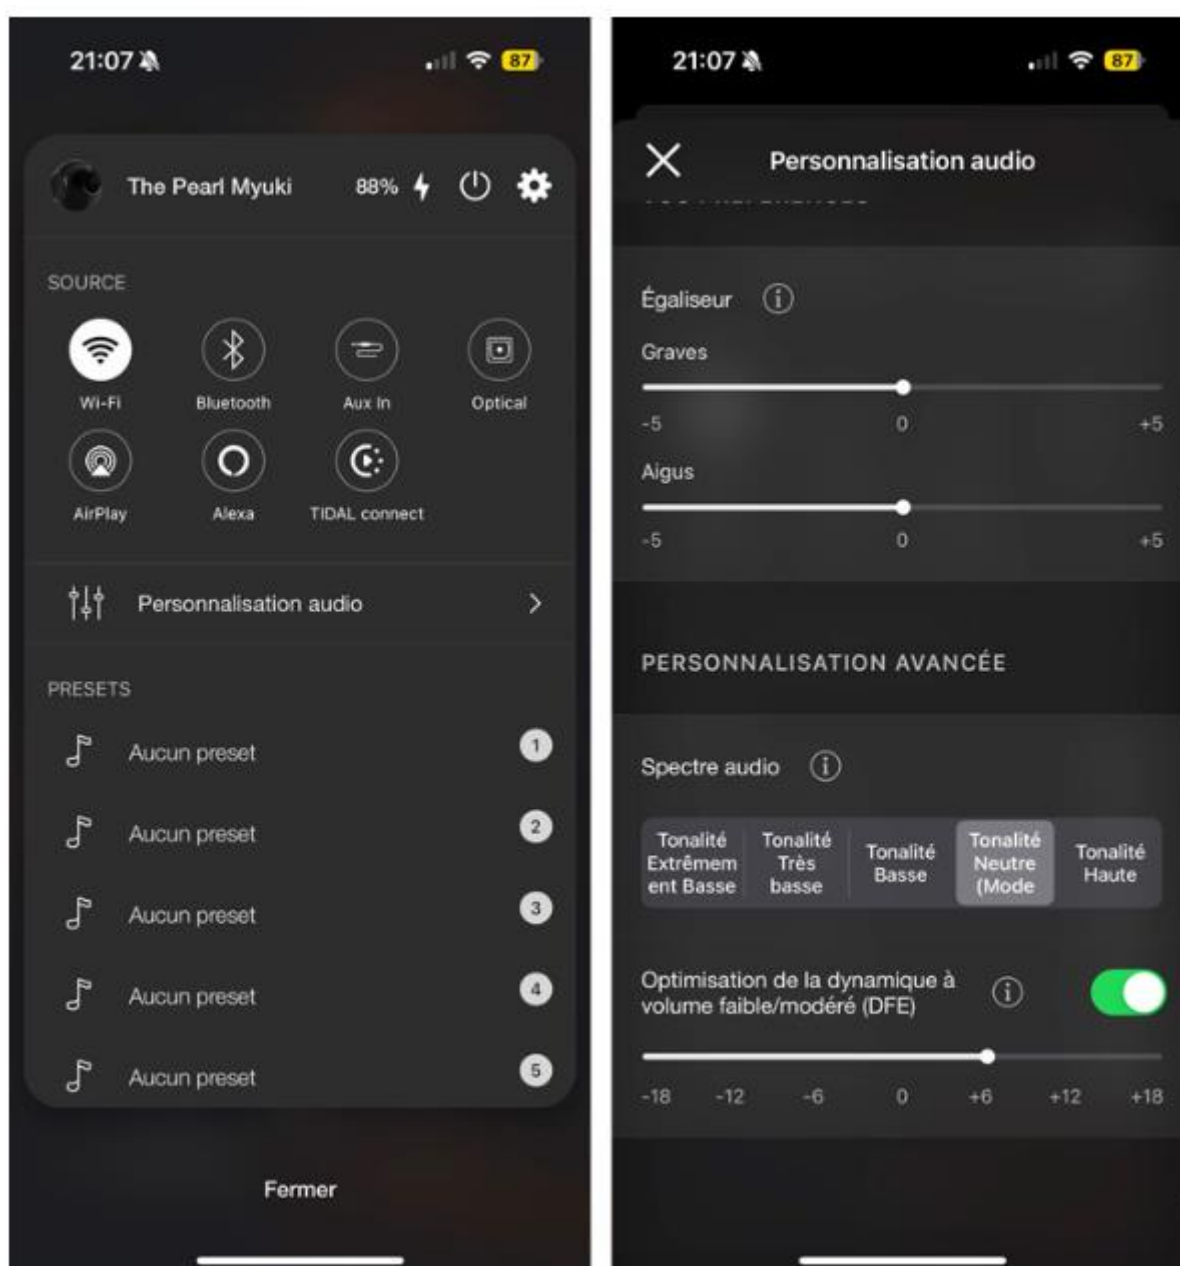 21:07
87
The Pearl Myuki
88%
SOURCE
Wi-Fi
Bluetooth
Aux In
Optical
AirPlay
Alexa
TIDAL connect
Personnalisation audio
PRESETS
Aucun preset
1
Aucun preset
2
Aucun preset
3
Aucun preset
4
Aucun preset
5
Fermer
21:07
87
Personnalisation audio
Égaliseur
Graves
-5 0 +5
Aigus
-5 0 +5
PERSONNALISATION AVANCÉE
Spectre audio
Tonalité
Extrêmem
ent Basse
Tonalité
Très
basse
Tonalité
Basse
Tonalité
Neutre
(Mode
Tonalité
Haute
Optimisation de la dynamique à
volume faible/modéré (DFE)
-18 -12 -6 0 +6 +12 +18